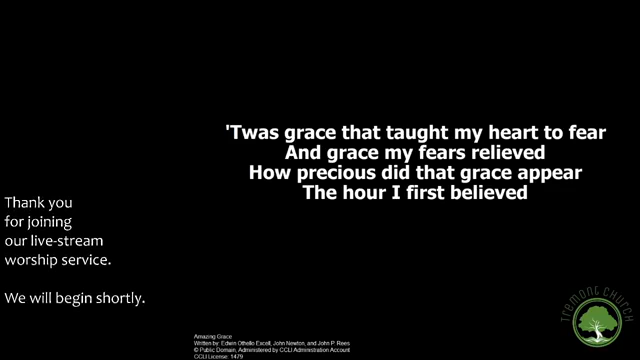 'Twas grace that taught my heart to fear
And grace my fears relieved
How precious did that grace appear
The hour I first believed
Thank you
for joining
our live-stream
worship service.
We will begin shortly.
TREMONT CHURCH
Amazing Grace
Written by: Edwin Othello Excell, John Newton, and John P. Rees
© Public Domain, Administered by CCLI Administration Account
CCLI License: 1479